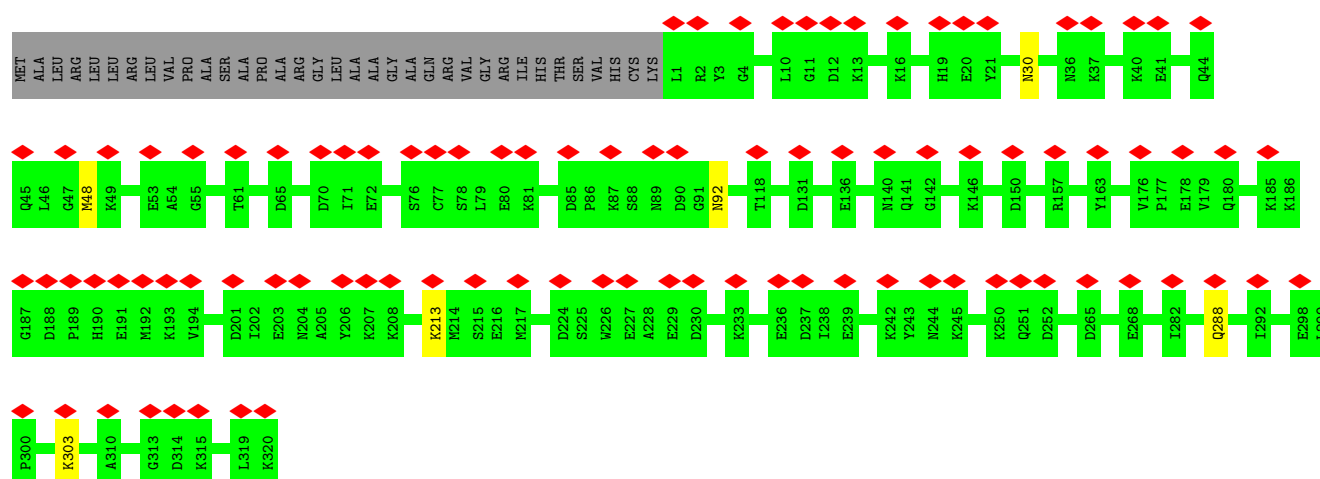 MET ALA LEU ARG LEU LEU ARG LEU VAL PRO ALA SER ALA PRO ALA ARG GLY LEU ALA ALA GLY ALA GLN ARG VAL GLY ARG ILE HIS THR SER VAL HIS CYS LYS L1 R2 Y3 G4 L10 G11 D12 K13 K16 H19 E20 Y21 N30 N36 K37 K40 E41 Q44
Q45 L46 G47 M48 K49 E53 A54 G55 T61 D65 D70 I71 E72 S76 C77 S78 L79 E80 K81 D85 P86 K87 S88 N89 D90 G91 N92 T118 D131 E136 N140 Q141 G142 K146 D150 R157 Y163 V176 P177 E178 V179 Q180 K185 K186
G187 D188 P189 H190 E191 M192 K193 V194 D201 I202 E203 N204 A205 Y206 K207 K208 K213 M214 S215 E216 M217 D224 S225 W226 E227 A228 E229 D230 K233 E236 D237 I238 E239 K242 Y243 N244 K245 K250 Q251 D252 D265 E268 I282 Q288 I292 E298
P300 K303 A310 G313 D314 K315 L319 K320